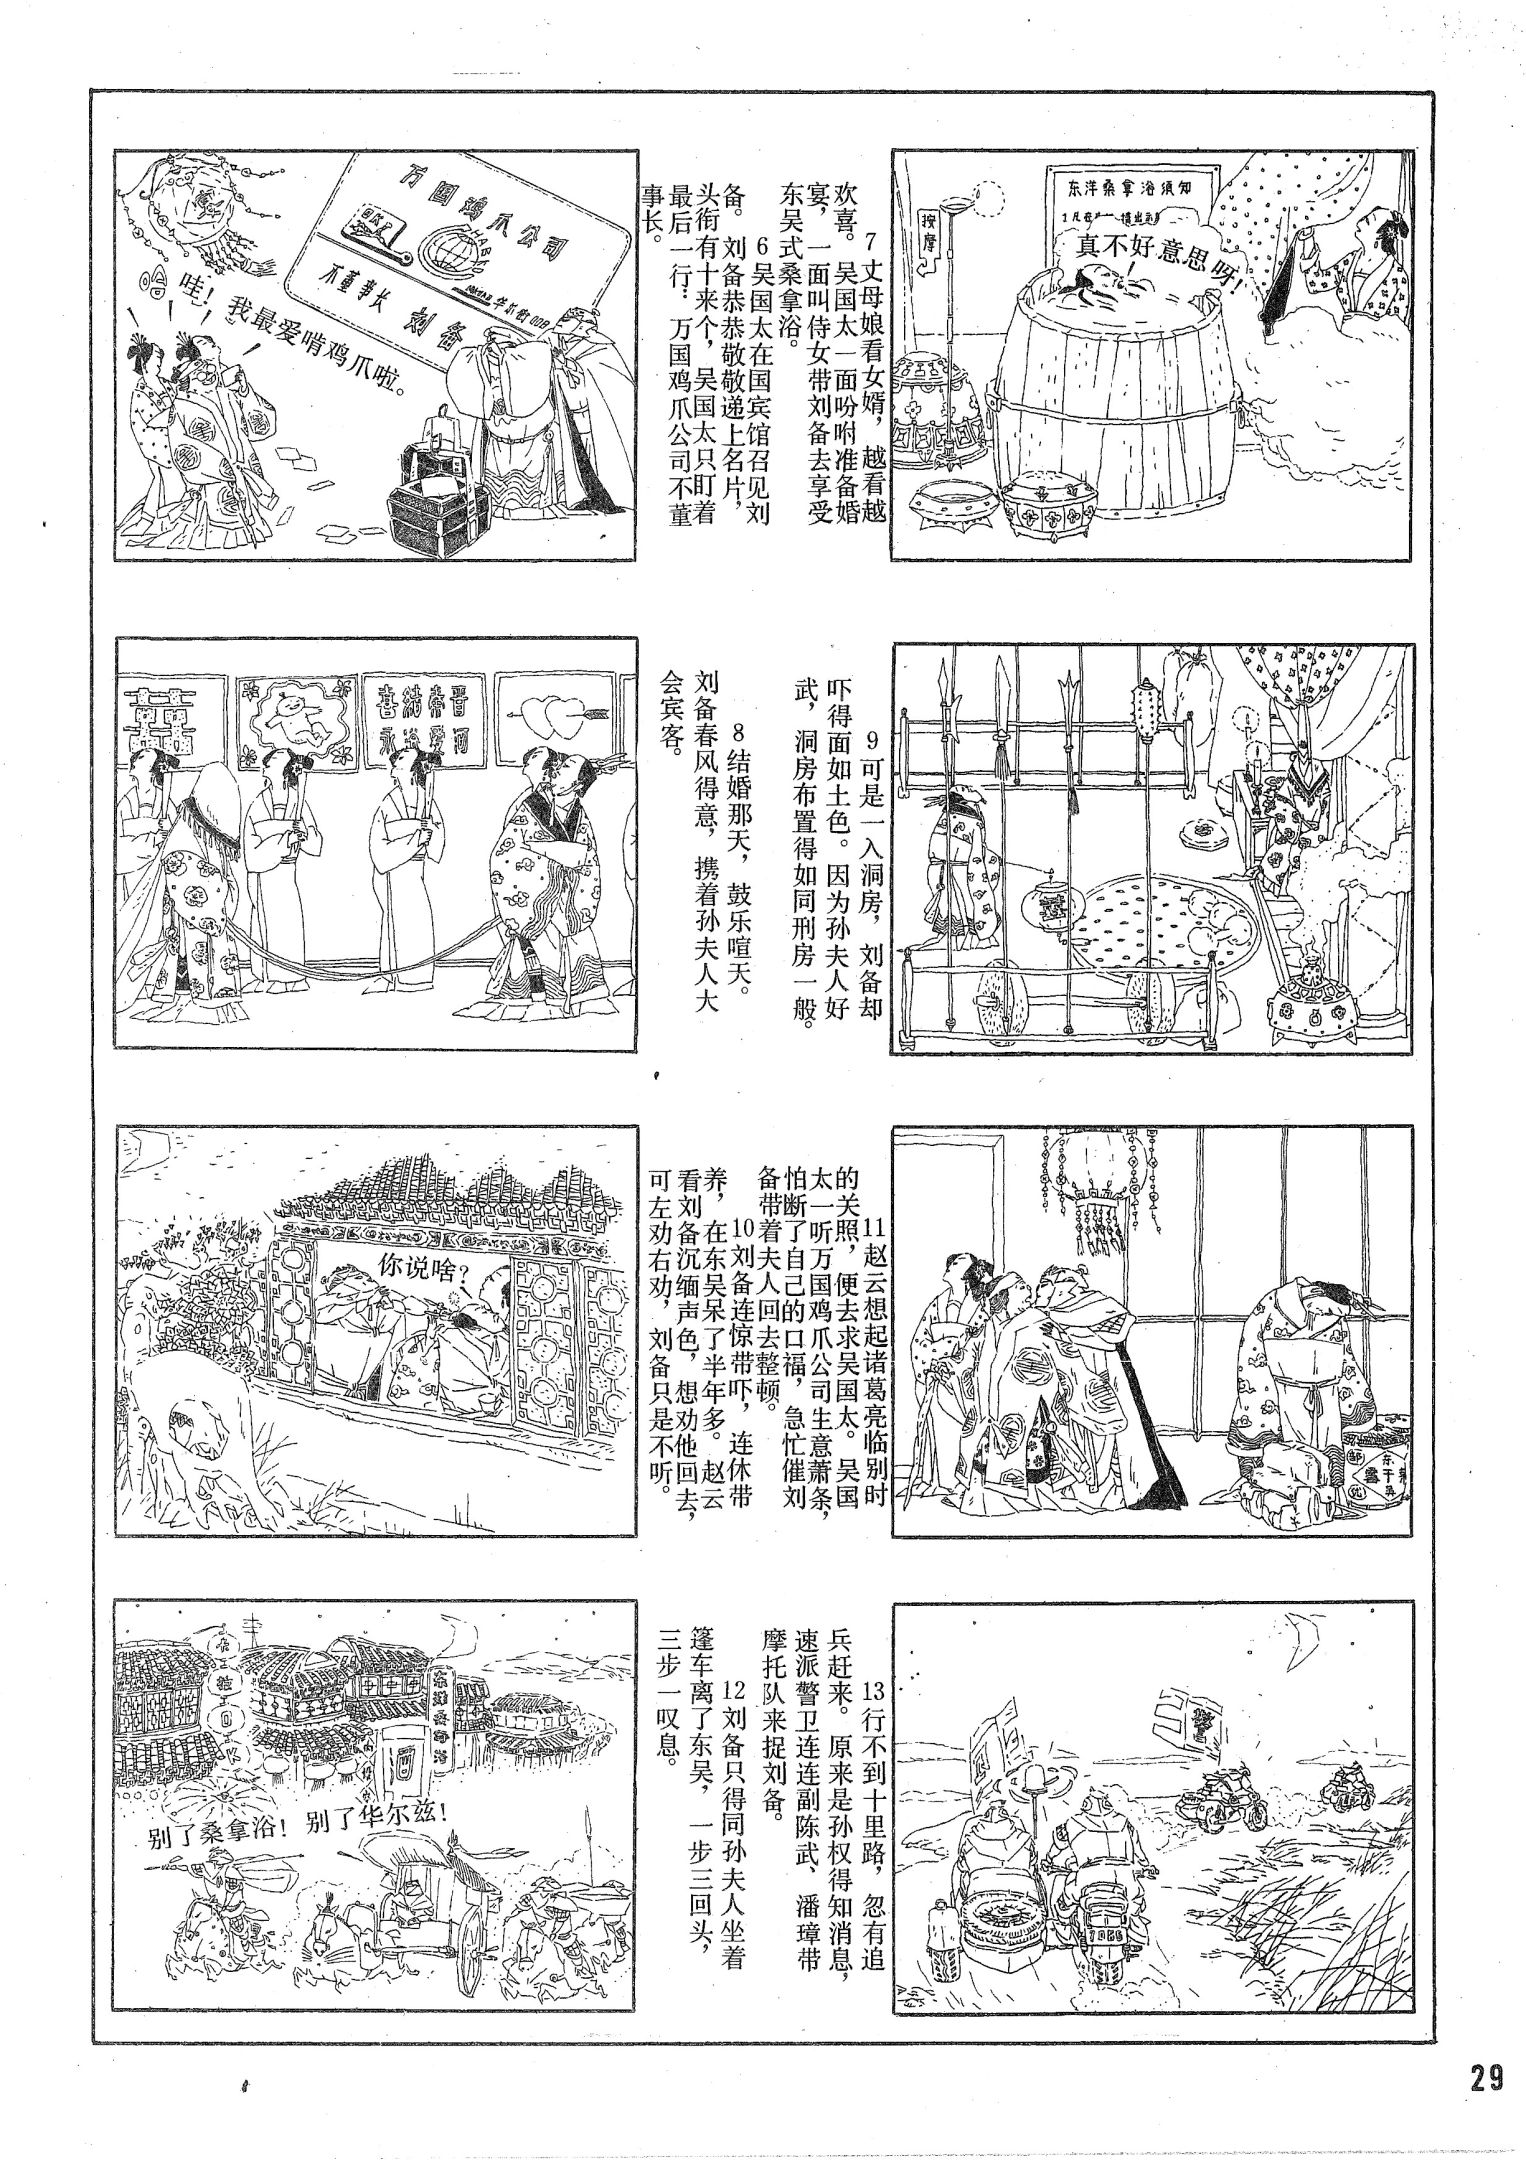 万国鸡爪公司
不董事长 刘备
哇！我最爱啃鸡爪啦。
6 吴国太在国宾馆召见刘
备。刘备恭恭敬敬递上名片，
头衔有十来个，吴国太只盯着
最后一行：万国鸡爪公司不董
事长。
7 丈母娘看女婿，越看越
欢喜。吴国太一面吩咐准备婚
宴，一面叫侍女带刘备去享受
东吴式桑拿浴。
按摩
东洋桑拿浴须知
真不好意思呀！
囍
喜结秦晋
永浴爱河
8 结婚那天，鼓乐喧天。
刘备春风得意，携着孙夫人大
会宾客。
9 可是一入洞房，刘备却
吓得面如土色。因为孙夫人好
武，洞房布置得如同刑房一般。
你说啥？
10 刘备连惊带吓，连休带
养，在东吴呆了半年多。赵云
看刘备沉缅声色，想劝他回去，
可左劝右劝，刘备只是不听。
11 赵云想起诸葛亮临别时
的关照，便去求吴国太。吴国
太一听万国鸡爪公司生意萧条，
怕断了自己的口福，急忙催刘
备带着夫人回去整顿。
卡拉OK
酒
别了桑拿浴！别了华尔兹！
12 刘备只得同孙夫人坐着
篷车离了东吴，一步三回头，
三步一叹息。
13 行不到十里路，忽有追
兵赶来。原来是孙权得知消息，
速派警卫连连副陈武、潘璋带
摩托队来捉刘备。
29